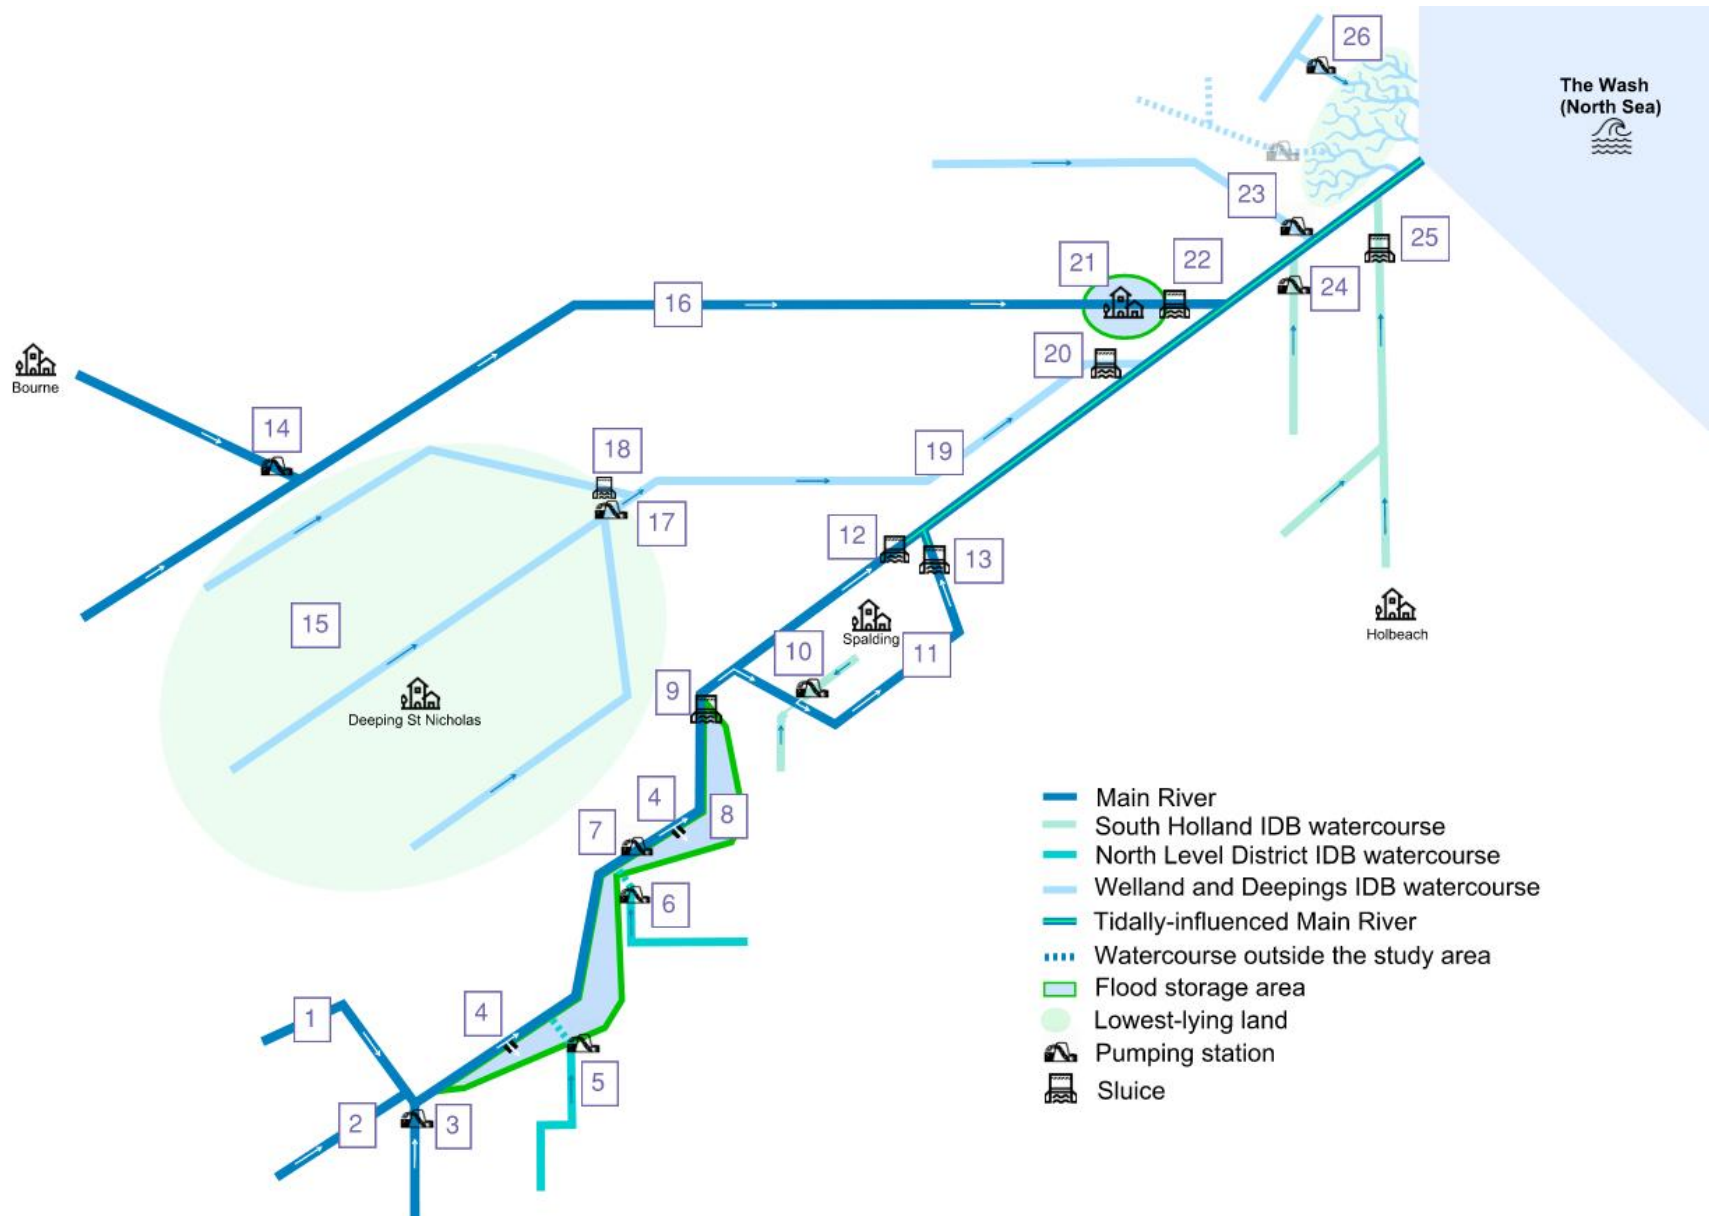 26
The Wash
(North Sea)
23
25
21
22
24
16
20
Bourne
14
18
19
17
12
13
15
Spalding
10
11
Holbeach
9
Deeping St Nicholas
4
8
7
6
Main River
South Holland IDB watercourse
North Level District IDB watercourse
Welland and Deepings IDB watercourse
Tidally-influenced Main River
Watercourse outside the study area
Flood storage area
Lowest-lying land
Pumping station
Sluice
4
1
5
2
3